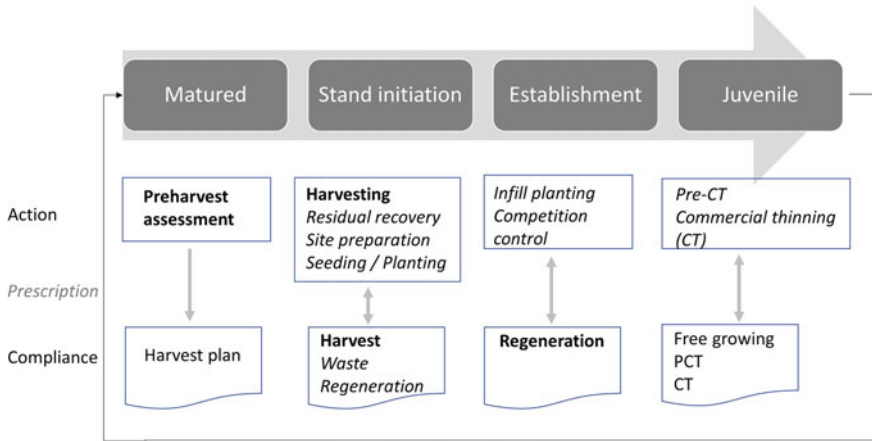 Matured
Stand initiation
Establishment
Juvenile
Action
Preharvest
assessment
Harvesting
Residual recovery
Site preparation
Seeding / Planting
Infill planting
Competition
control
Pre-CT
Commercial thinning
(CT)
Prescription
Compliance
Harvest plan
Harvest
Waste
Regeneration
Regeneration
Free growing
PCT
CT